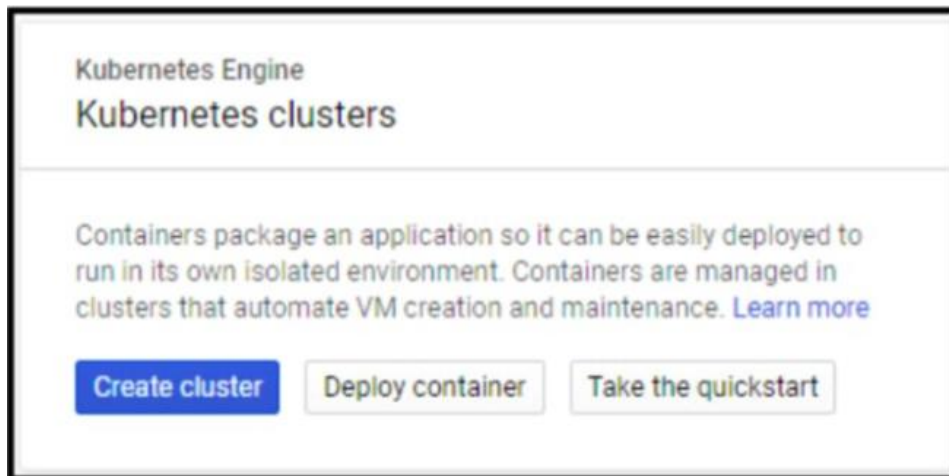 Kubernetes Engine
Kubernetes clusters
Containers package an application so it can be easily deployed to
run in its own isolated environment. Containers are managed in
clusters that automate VM creation and maintenance. Learn more
Create cluster
Deploy container
Take the quickstart